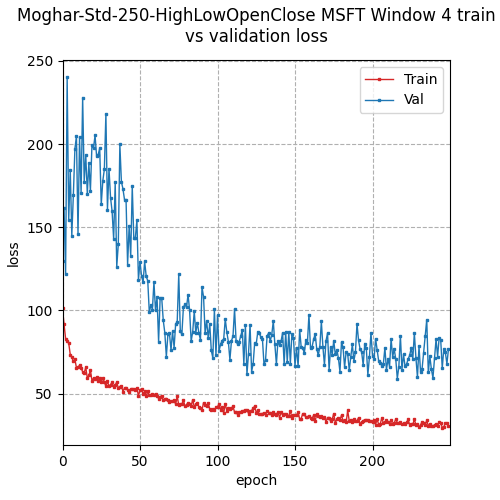 Moghar-Std-250-HighLowOpenClose MSFT Window 4 train
vs validation loss
250
200
150
100
50
loss
Train
Val
0 50 100 150 200
epoch